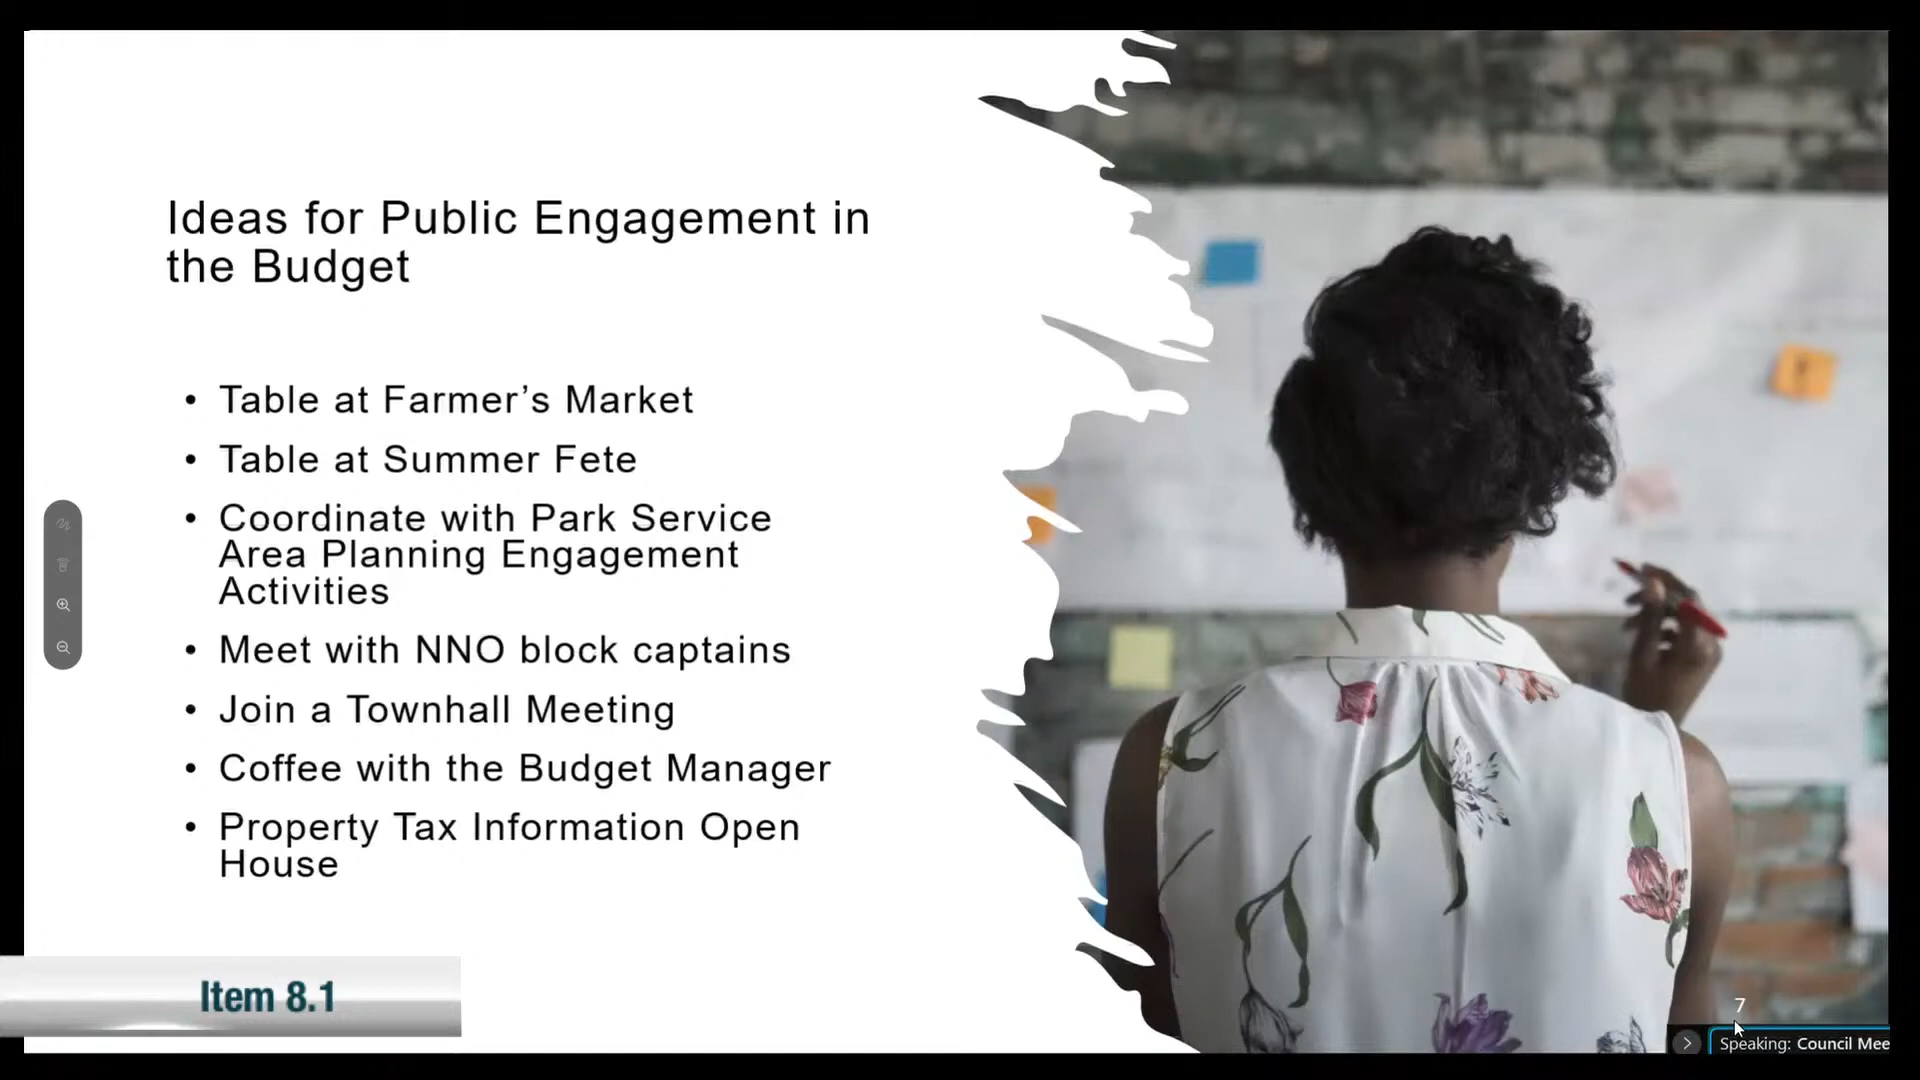 Ideas for Public Engagement in
the Budget
• Table at Farmer’s Market
• Table at Summer Fete
• Coordinate with Park Service
Area Planning Engagement
Activities
• Meet with NNO block captains
• Join a Townhall Meeting
• Coffee with the Budget Manager
• Property Tax Information Open
House
Item 8.1
7
Speaking: Council Mee